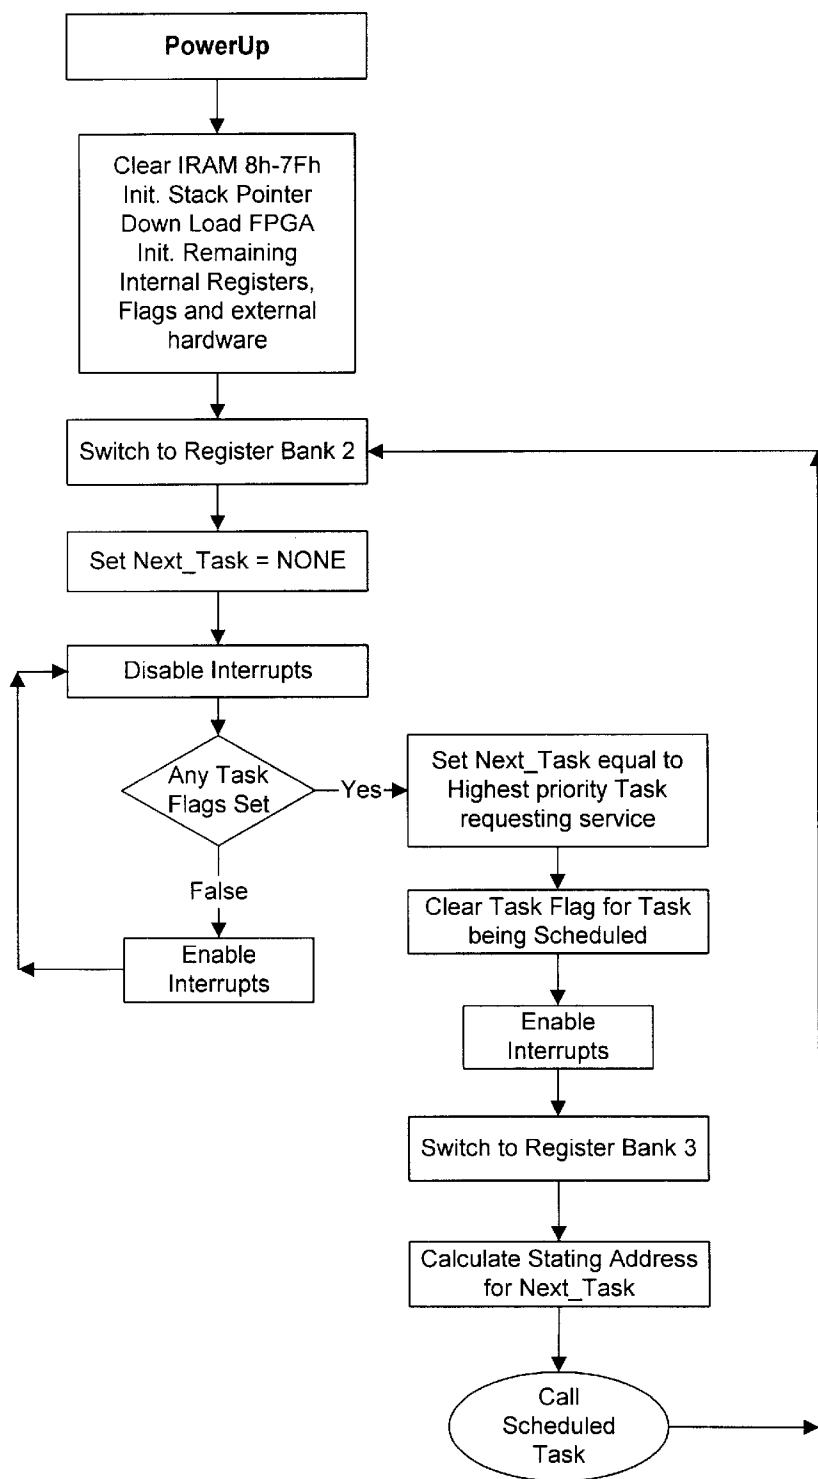 PowerUp
Clear IRAM 8h-7Fh
Init. Stack Pointer
Down Load FPGA
Init. Remaining
Internal Registers,
Flags and external
hardware
Switch to Register Bank 2
Set Next_Task = NONE
Disable Interrupts
Any Task
Flags Set
Yes
Set Next_Task equal to
Highest priority Task
requesting service
False
Enable
Interrupts
Clear Task Flag for Task
being Scheduled
Enable
Interrupts
Switch to Register Bank 3
Calculate Stating Address
for Next_Task
Call
Scheduled
Task